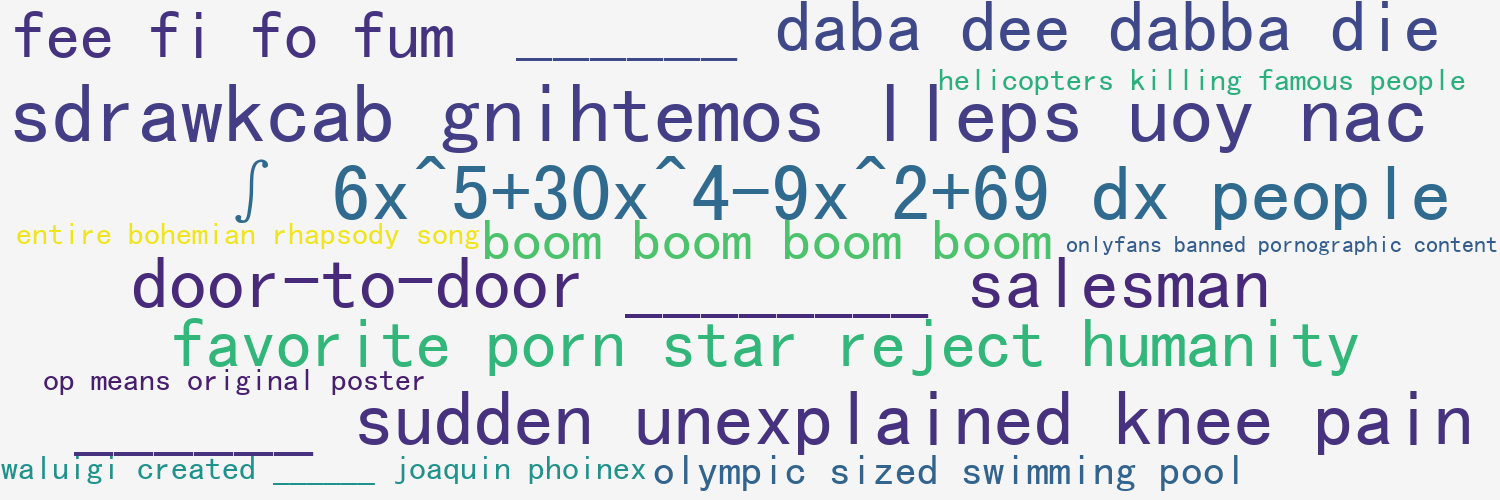 fee fi fo fum ______ daba dee dabba die
helicopters killing famous people
sdrawkcab gnihtemos lleps uoy nac
∫ 6x^5+30x^4-9x^2+69 dx people
entire bohemian rhapsody song boom boom boom boom onlyfans banned pornographic content
door-to-door ________ salesman
favorite porn star reject humanity
op means original poster
______ sudden unexplained knee pain
waluigi created ______ joaquin phoinex olympic sized swimming pool